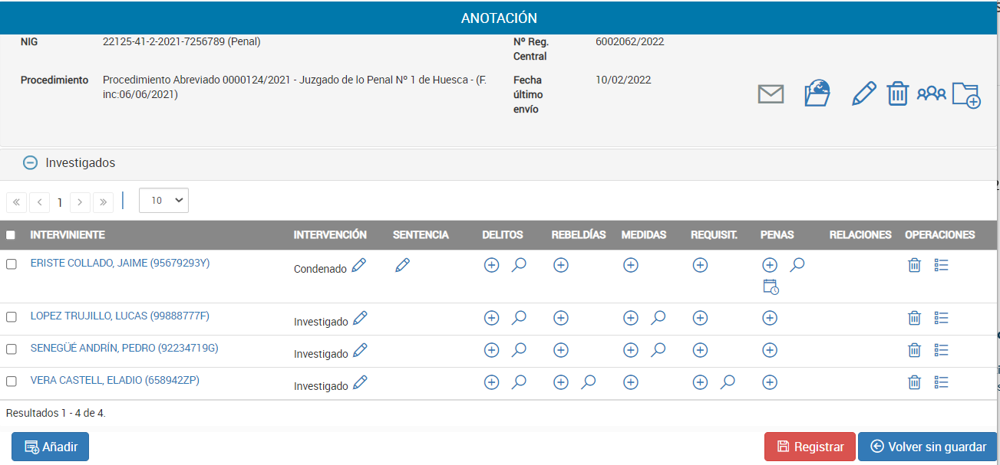 ANOTACIÓN
NIG 22125-41-2-2021-7256789 (Penal) Nº Reg. 6002062/2022
Central
Procedimiento Procedimiento Abreviado 0000124/2021 - Juzgado de lo Penal Nº 1 de Huesca - (F. Fecha 10/02/2022
inc:06/06/2021) último
envío
Investigados
« < 1 > » 10
INTERVINIENTE INTERVENCIÓN SENTENCIA DELITOS REBELDÍAS MEDIDAS REQUISIT. PENAS RELACIONES OPERACIONES
ERISTE COLLADO, JAIME (95679293Y) Condenado
LOPEZ TRUJILLO, LUCAS (99888777F) Investigado
SENEGÜÉ ANDRÍN, PEDRO (92234719G) Investigado
VERA CASTELL, ELADIO (658942ZP) Investigado
Resultados 1 - 4 de 4.
Añadir Registrar Volver sin guardar